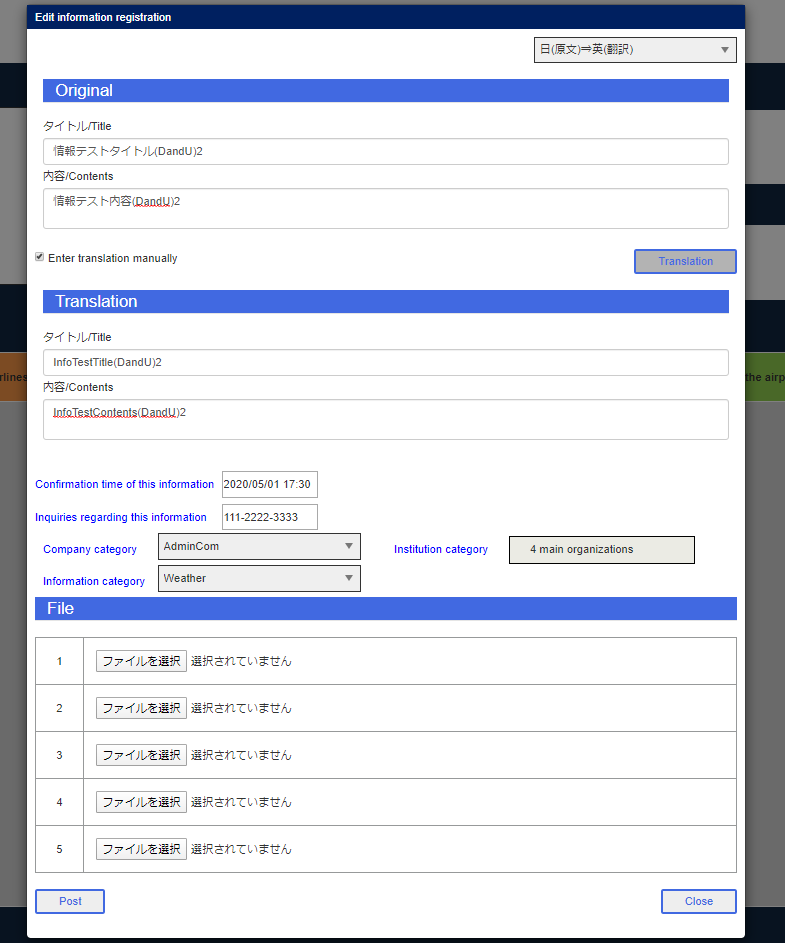 Edit information registration
日(原文)⇒英(翻訳)
Original
タイトル/Title
情報テストタイトル(DandU)2
内容/Contents
情報テスト内容(DandU)2
Enter translation manually
Translation
Translation
タイトル/Title
InfoTestTitle(DandU)2
内容/Contents
InfoTestContents(DandU)2
rlines
the airp
Confirmation time of this information 2020/05/01 17:30
Inquiries regarding this information 111-2222-3333
Company category AdminCom Institution category 4 main organizations
Information category Weather
File
1 ファイルを選択 選択されていません
2 ファイルを選択 選択されていません
3 ファイルを選択 選択されていません
4 ファイルを選択 選択されていません
5 ファイルを選択 選択されていません
Post Close